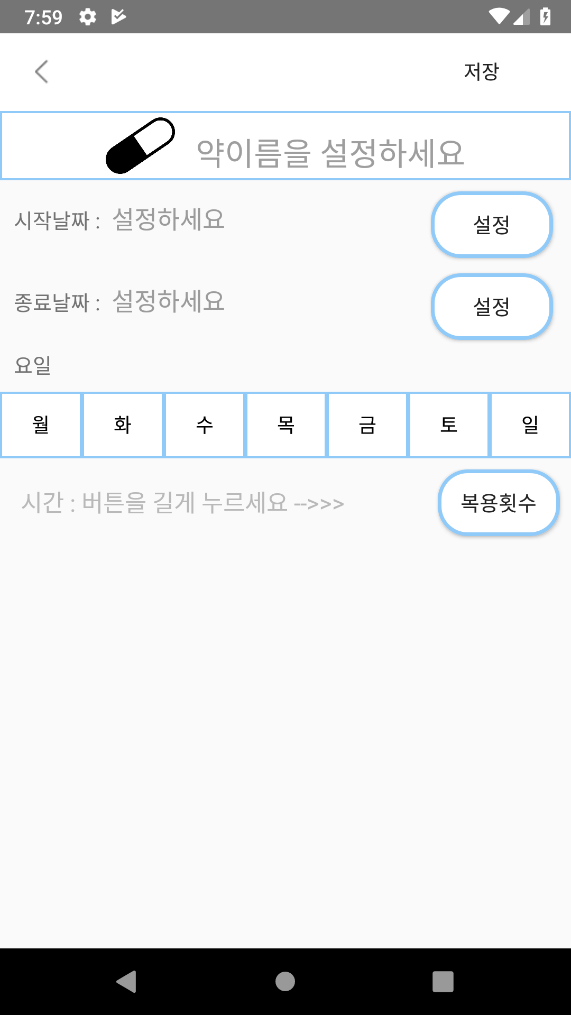 7:59
저장
약이름을 설정하세요
시작날짜 : 설정하세요 설정
종료날짜 : 설정하세요 설정
요일
월 화 수 목 금 토 일
시간 : 버튼을 길게 누르세요 -->>> 복용횟수